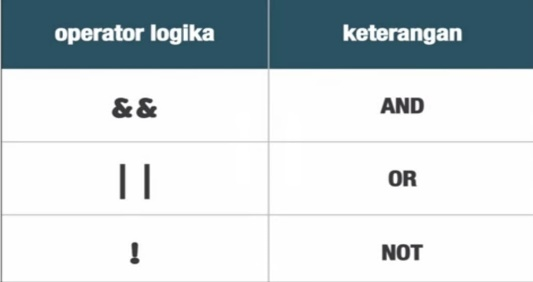 operator logika keterangan
&& AND
|| OR
! NOT